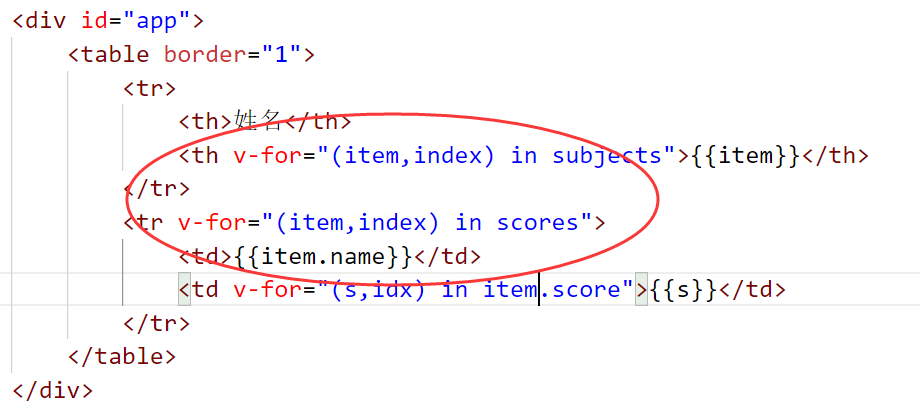 <div id="app">
<table border="1">
<tr>
<th>姓名</th>
<th v-for="(item,index) in subjects">{{item}}</th>
</tr>
<tr v-for="(item,index) in scores">
<td>{{item.name}}</td>
<td v-for="(s,idx) in item.score">{{s}}</td>
</tr>
</table>
</div>